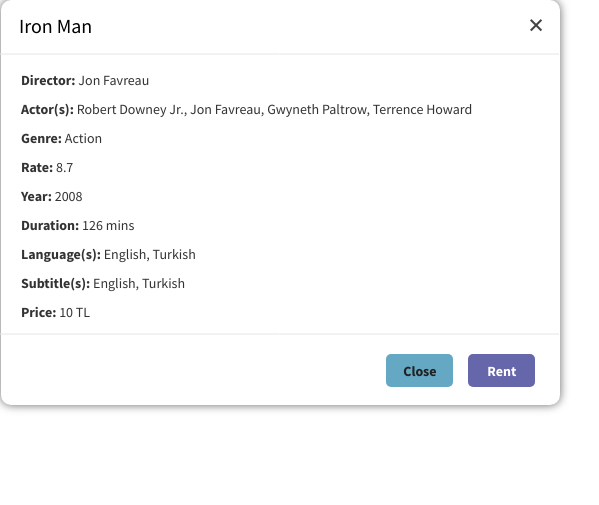 Iron Man
Director: Jon Favreau
Actor(s): Robert Downey Jr., Jon Favreau, Gwyneth Paltrow, Terrence Howard
Genre: Action
Rate: 8.7
Year: 2008
Duration: 126 mins
Language(s): English, Turkish
Subtitle(s): English, Turkish
Price: 10 TL
Close Rent